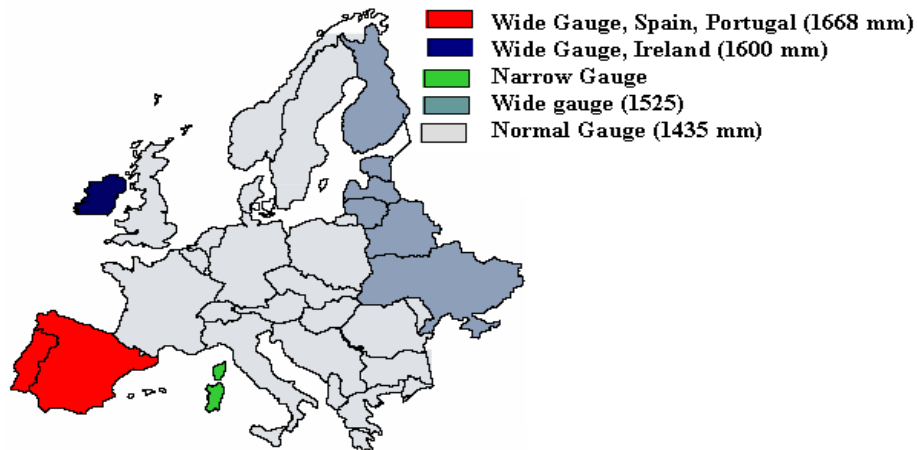 Wide Gauge, Spain, Portugal (1668 mm)
Wide Gauge, Ireland (1600 mm)
Narrow Gauge
Wide gauge (1525)
Normal Gauge (1435 mm)